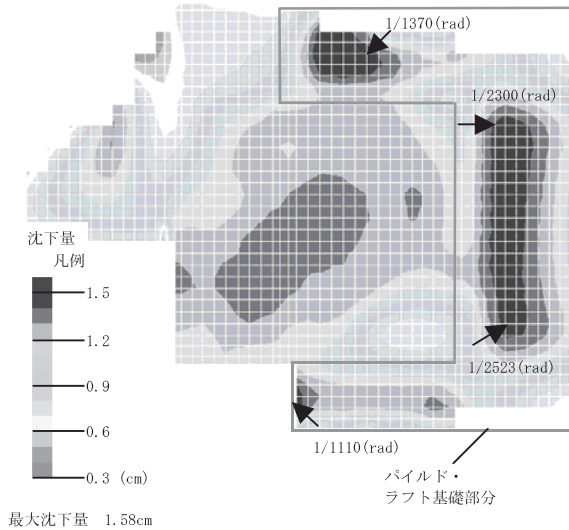 1/1370(rad)
1/2300(rad)
沈下量
凡例
1.5
1.2
0.9
0.6
0.3 (cm)
1/2523(rad)
1/1110(rad)
パイルド・
ラフト基礎部分
最大沈下量 1.58cm